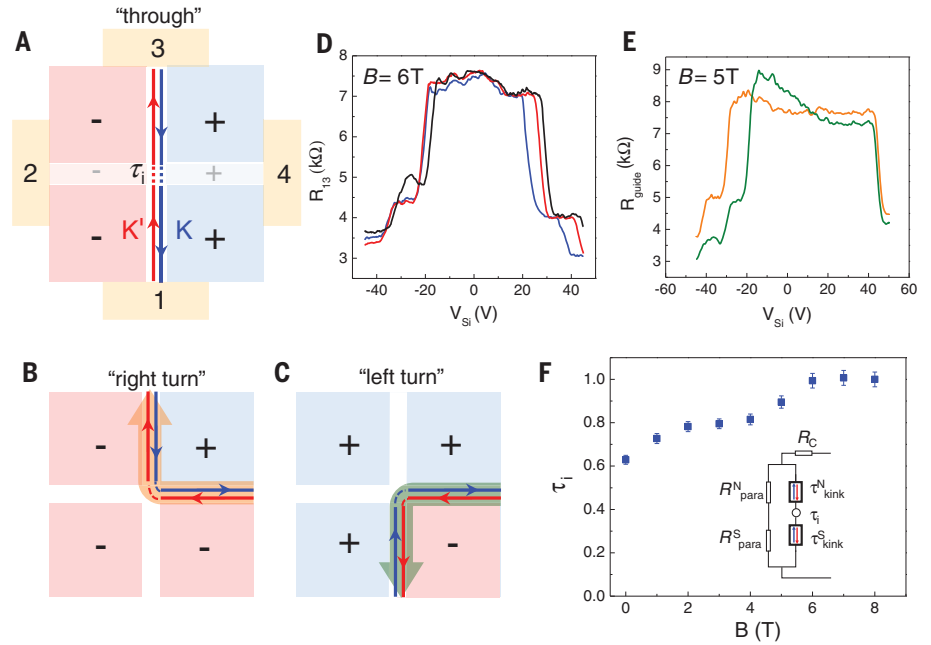 A
"through"
3
-
+
2
-
τi
+
4
-
K'
K
+
1
D
B= 6T
R13 (kΩ)
8
7
6
5
4
3
-40
-20
0
20
40
VSi (V)
E
B= 5T
Rguide (kΩ)
9
8
7
6
5
4
3
-60
-40
-20
0
20
40
60
VSi (V)
B
"right turn"
-
+
-
-
C
"left turn"
+
+
+
-
F
τi
1.0
0.8
0.6
0.4
0.2
0.0
0
2
4
6
8
B (T)
RC
RNpara
τNkink
τi
RSpara
τSkink